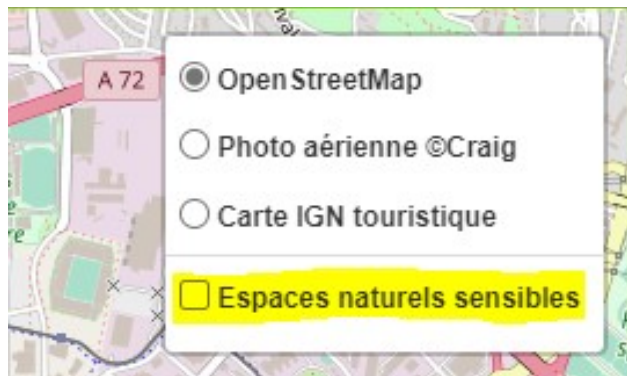 A 72
OpenStreetMap
Photo aérienne ©Craig
Carte IGN touristique
Espaces naturels sensibles